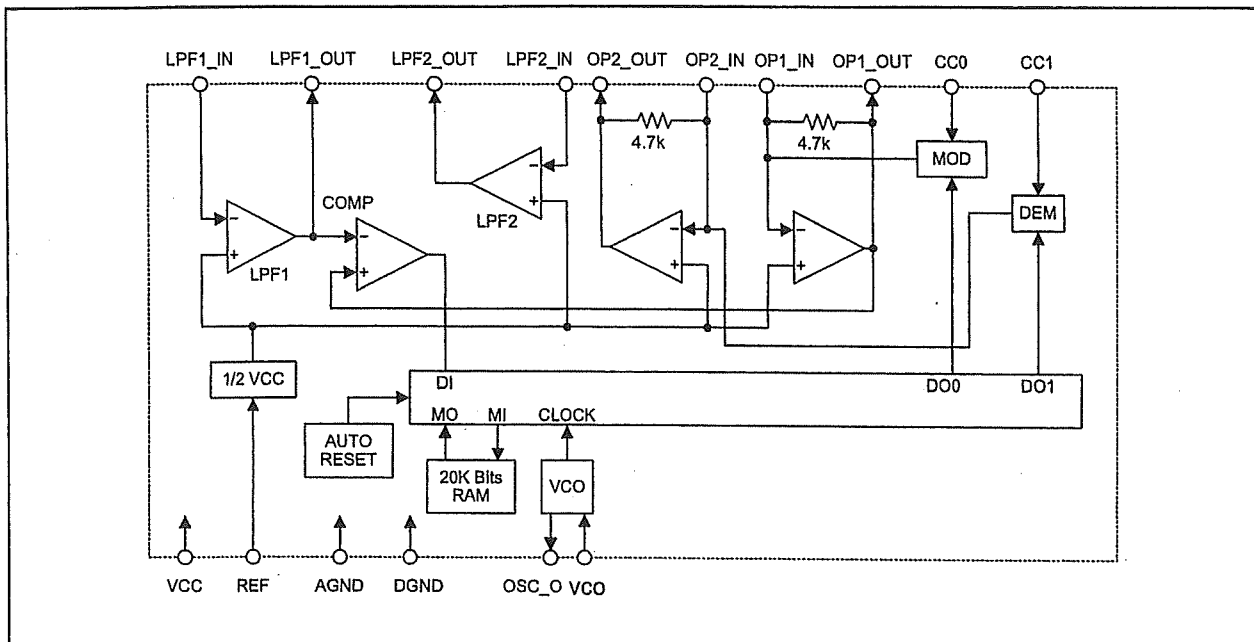 LPF1_IN LPF1_OUT LPF2_OUT LPF2_IN OP2_OUT OP2_IN OP1_IN OP1_OUT CC0 CC1
4.7k 4.7k
MOD
- COMP - - - DEM
+ LPF2
- + + +
+ LPF1
1/2 VCC DI DO0 DO1
MO MI CLOCK
AUTO
RESET
20K Bits
RAM
VCO
VCC REF AGND DGND OSC_O VCO